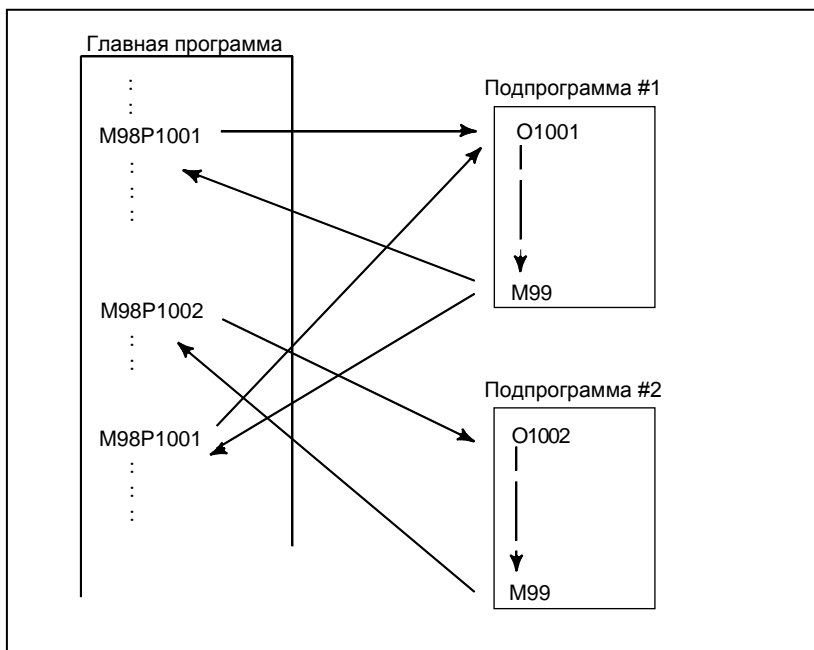 Главная программа
M98P1001
M98P1002
M98P1001
Подпрограмма #1
O1001
M99
Подпрограмма #2
O1002
M99